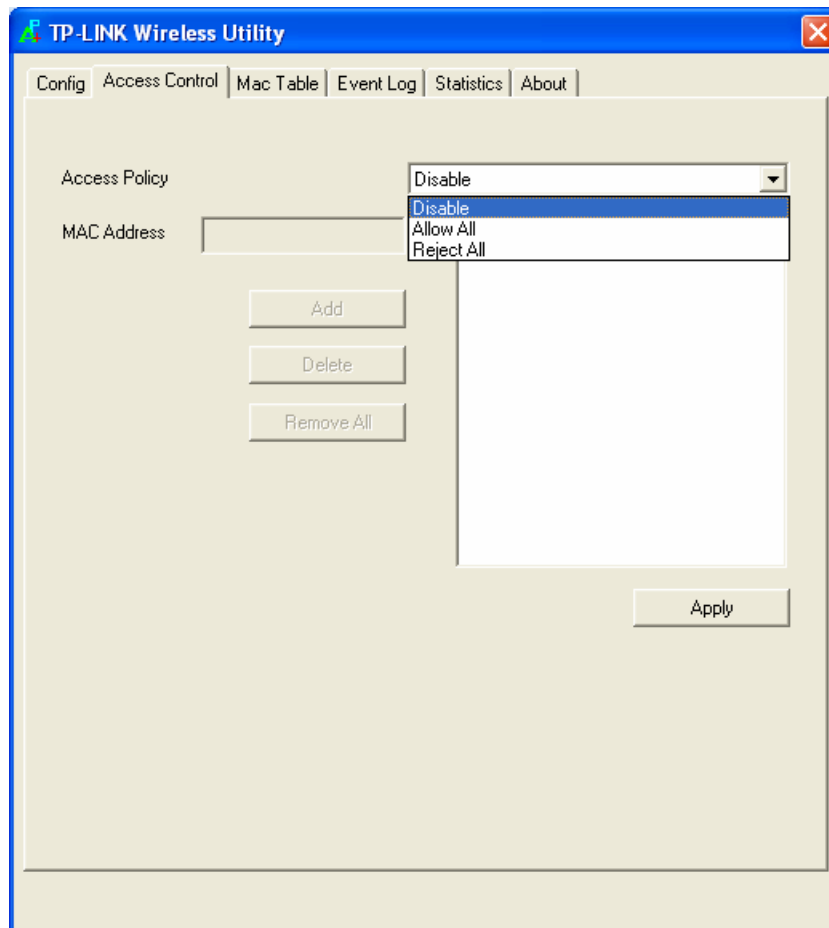 TP-LINK Wireless Utility
Config Access Control Mac Table Event Log Statistics About
Access Policy Disable
Disable
MAC Address Allow All
Reject All
Add
Delete
Remove All
Apply